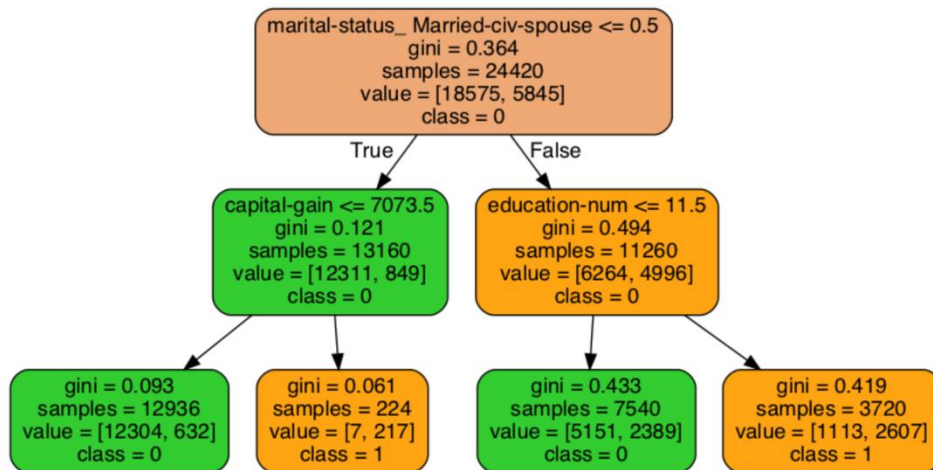 marital-status_ Married-civ-spouse <= 0.5
gini = 0.364
samples = 24420
value = [18575, 5845]
class = 0
True
False
capital-gain <= 7073.5
gini = 0.121
samples = 13160
value = [12311, 849]
class = 0
education-num <= 11.5
gini = 0.494
samples = 11260
value = [6264, 4996]
class = 0
gini = 0.093
samples = 12936
value = [12304, 632]
class = 0
gini = 0.061
samples = 224
value = [7, 217]
class = 1
gini = 0.433
samples = 7540
value = [5151, 2389]
class = 0
gini = 0.419
samples = 3720
value = [1113, 2607]
class = 1